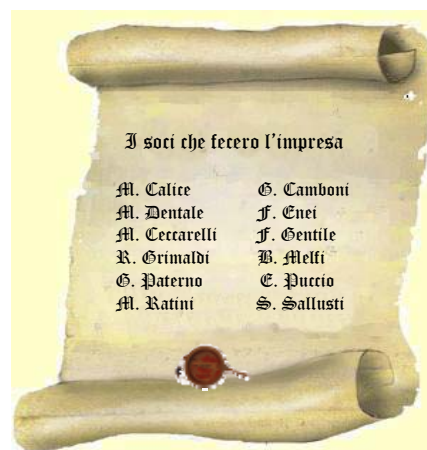 I soci che fecero l'impresa
M. Calice
M. Dentale
M. Ceccarelli
R. Grimaldi
G. Paterno
M. Ratini
G. Camboni
F. Enei
F. Gentile
B. Melfi
E. Puccio
S. Sallusti